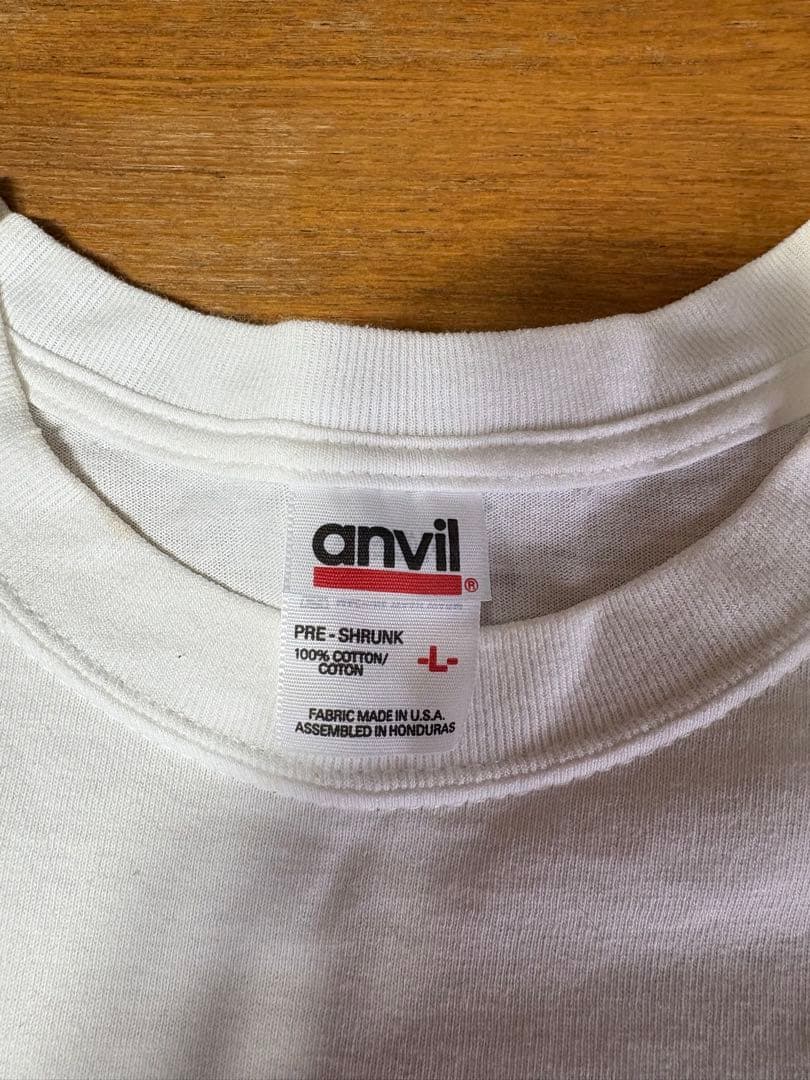 anvil
®
PRE-SHRUNK
100% COTTON/
COTON
-L-
FABRIC MADE IN U.S.A.
ASSEMBLED IN HONDURAS